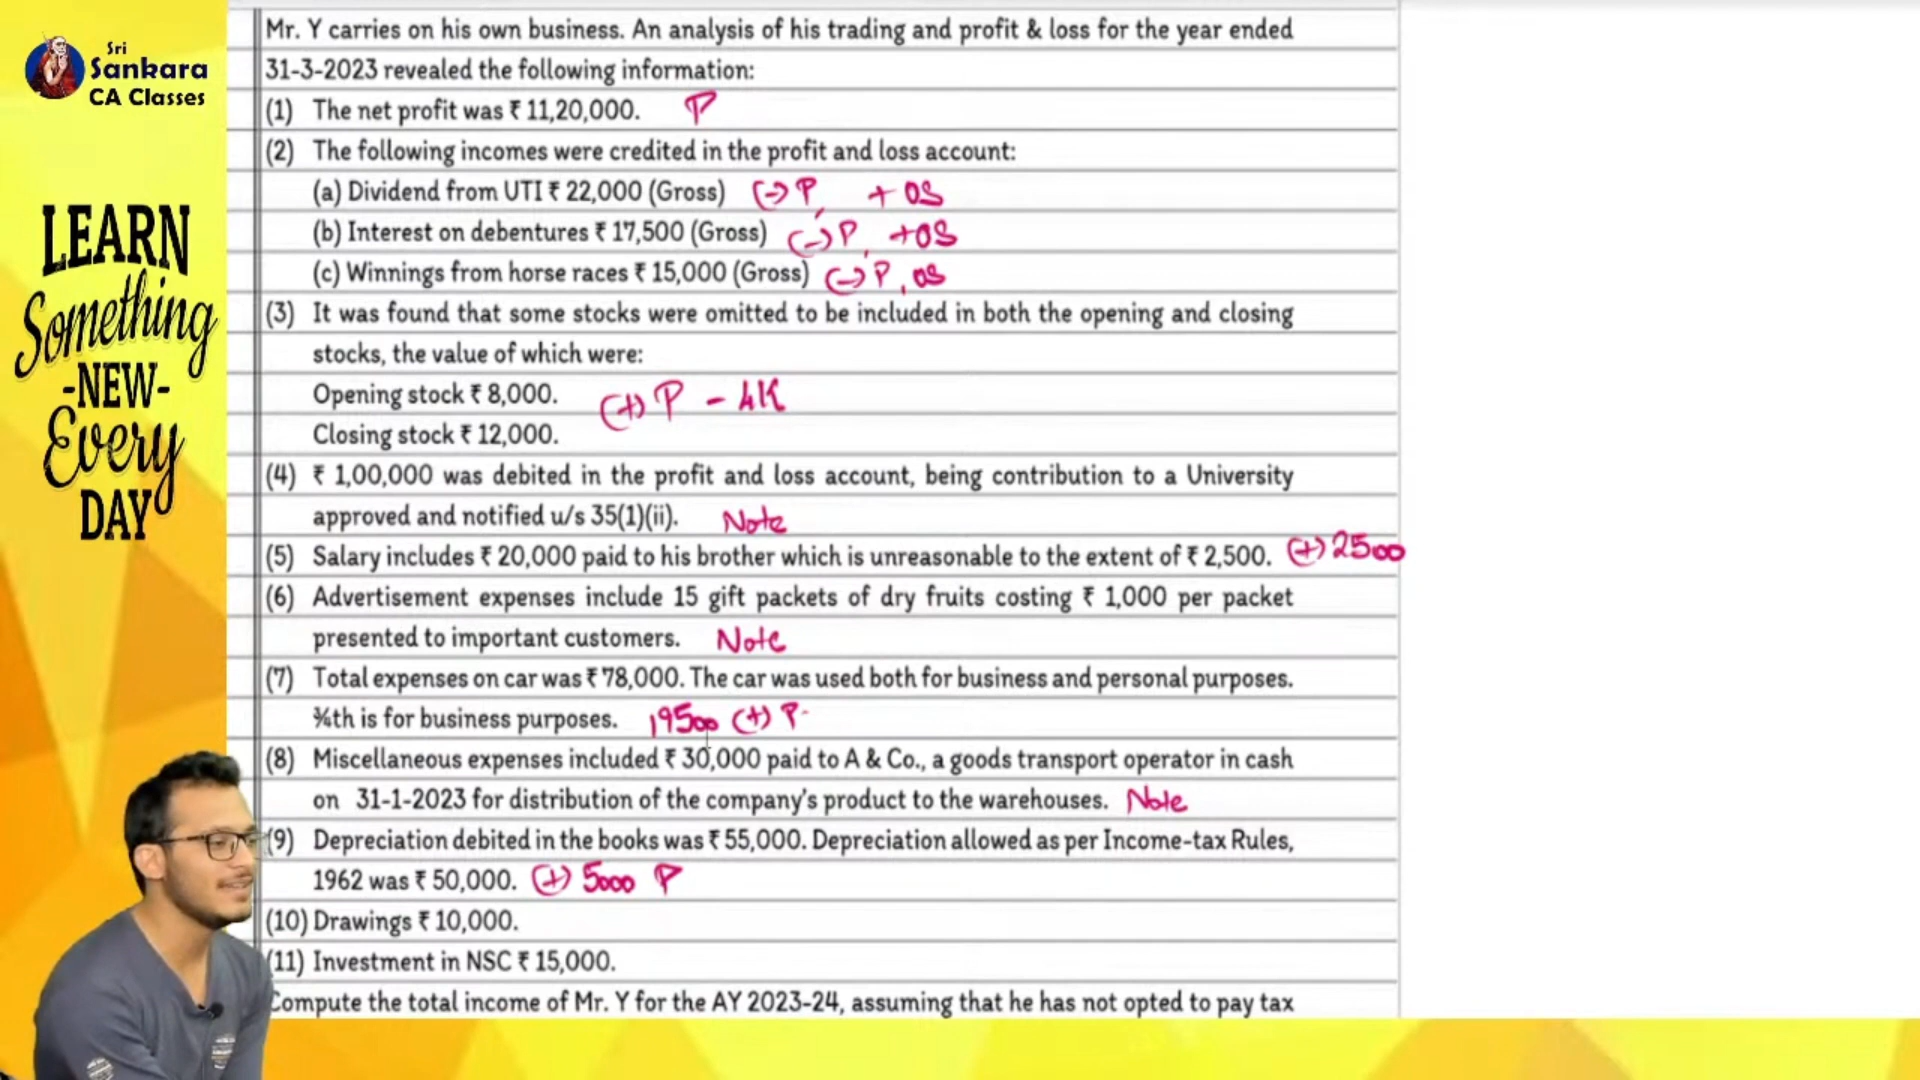 Sri
Sankara
CA Classes
LEARN
Something
-NEW-
Every
DAY
Mr. Y carries on his own business. An analysis of his trading and profit & loss for the year ended
31-3-2023 revealed the following information:
(1) The net profit was ₹ 11,20,000. P
(2) The following incomes were credited in the profit and loss account:
(a) Dividend from UTI ₹ 22,000 (Gross) (-) P, + OS
(b) Interest on debentures ₹ 17,500 (Gross) (-) P, +OS
(c) Winnings from horse races ₹ 15,000 (Gross) (-) P, OS
(3) It was found that some stocks were omitted to be included in both the opening and closing
stocks, the value of which were:
Opening stock ₹ 8,000. (+) P - 4K
Closing stock ₹ 12,000.
(4) ₹ 1,00,000 was debited in the profit and loss account, being contribution to a University
approved and notified u/s 35(1)(ii). Note
(5) Salary includes ₹ 20,000 paid to his brother which is unreasonable to the extent of ₹ 2,500. (+) 2500
(6) Advertisement expenses include 15 gift packets of dry fruits costing ₹ 1,000 per packet
presented to important customers. Note
(7) Total expenses on car was ₹ 78,000. The car was used both for business and personal purposes.
¾th is for business purposes. 19500 (+) P
(8) Miscellaneous expenses included ₹ 30,000 paid to A & Co., a goods transport operator in cash
on 31-1-2023 for distribution of the company's product to the warehouses. Note
(9) Depreciation debited in the books was ₹ 55,000. Depreciation allowed as per Income-tax Rules,
1962 was ₹ 50,000. (+) 5000 P
(10) Drawings ₹ 10,000.
(11) Investment in NSC ₹ 15,000.
Compute the total income of Mr. Y for the AY 2023-24, assuming that he has not opted to pay tax